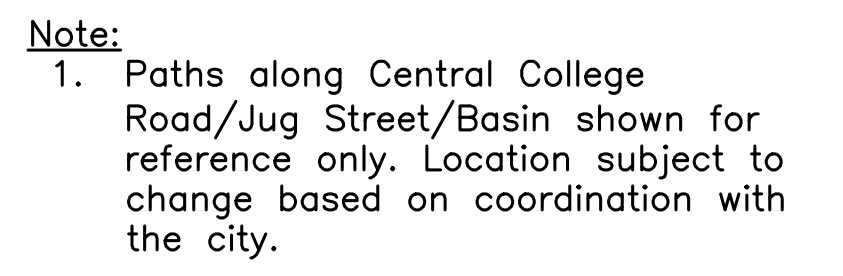 Note:
1. Paths along Central College
Road/Jug Street/Basin shown for
reference only. Location subject to
change based on coordination with
the city.